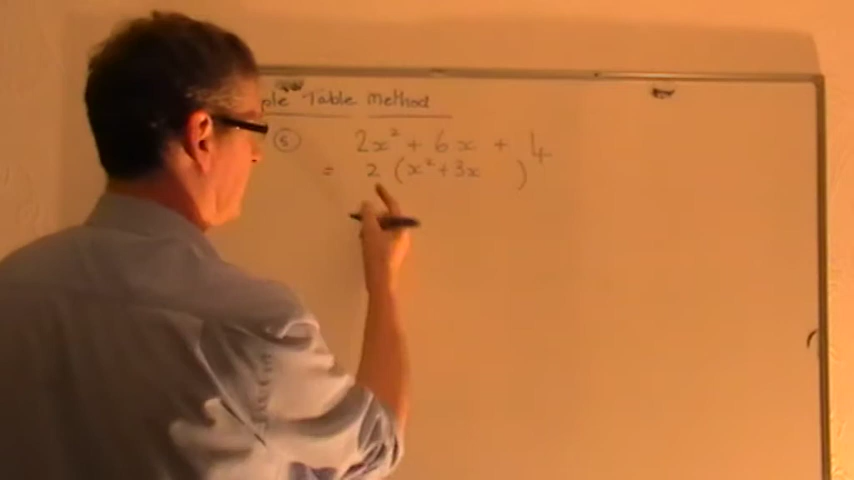 ple Table method
5 2x² + 6x + 4
= 2 (x² + 3x )